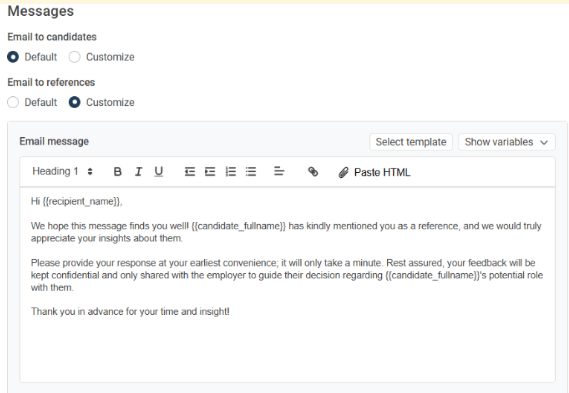 Messages
Email to candidates
Default Customize
Email to references
Default Customize
Email message Select template Show variables
Heading 1 B I U Paste HTML
Hi {{recipient_name}},
We hope this message finds you well! {{candidate_fullname}} has kindly mentioned you as a reference, and we would truly
appreciate your insights about them.
Please provide your response at your earliest convenience; it will only take a minute. Rest assured, your feedback will be
kept confidential and only shared with the employer to guide their decision regarding {{candidate_fullname}}'s potential role
with them.
Thank you in advance for your time and insight!